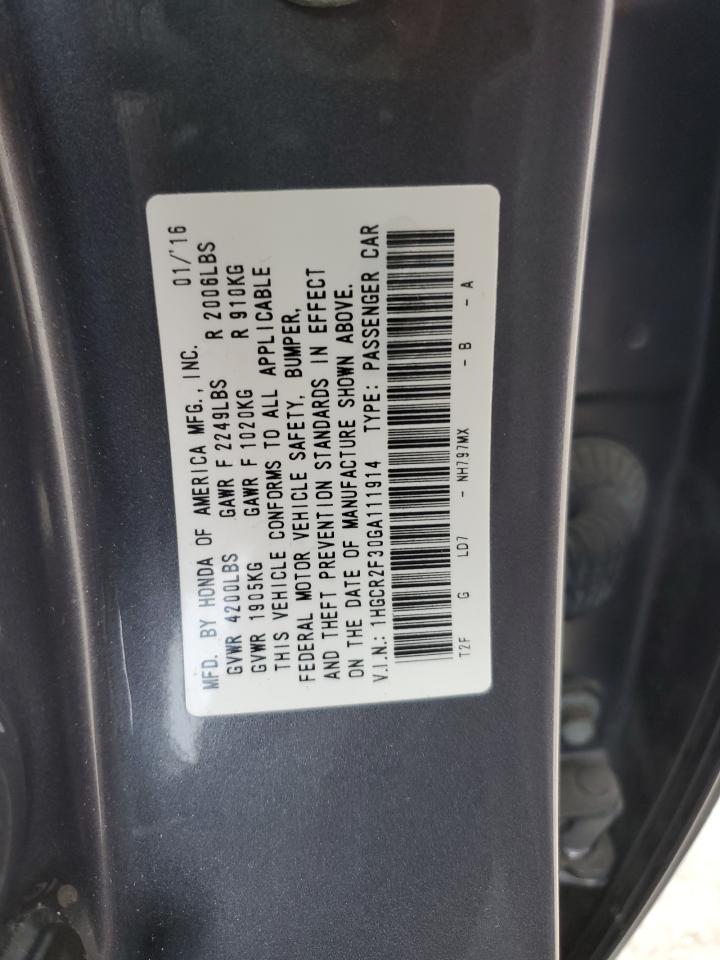 MFD. BY HONDA OF AMERICA MFG., INC. 01/'16
GVWR 4200LBS GAWR F 2249LBS R 2006LBS
GVWR 1905KG GAWR F 1020KG R 910KG
THIS VEHICLE CONFORMS TO ALL APPLICABLE
FEDERAL MOTOR VEHICLE SAFETY, BUMPER,
AND THEFT PREVENTION STANDARDS IN EFFECT
ON THE DATE OF MANUFACTURE SHOWN ABOVE.
V.I.N.: 1HGCR2F30GA111914 TYPE: PASSENGER CAR
T2F G LD7 - NH797MX - B - A